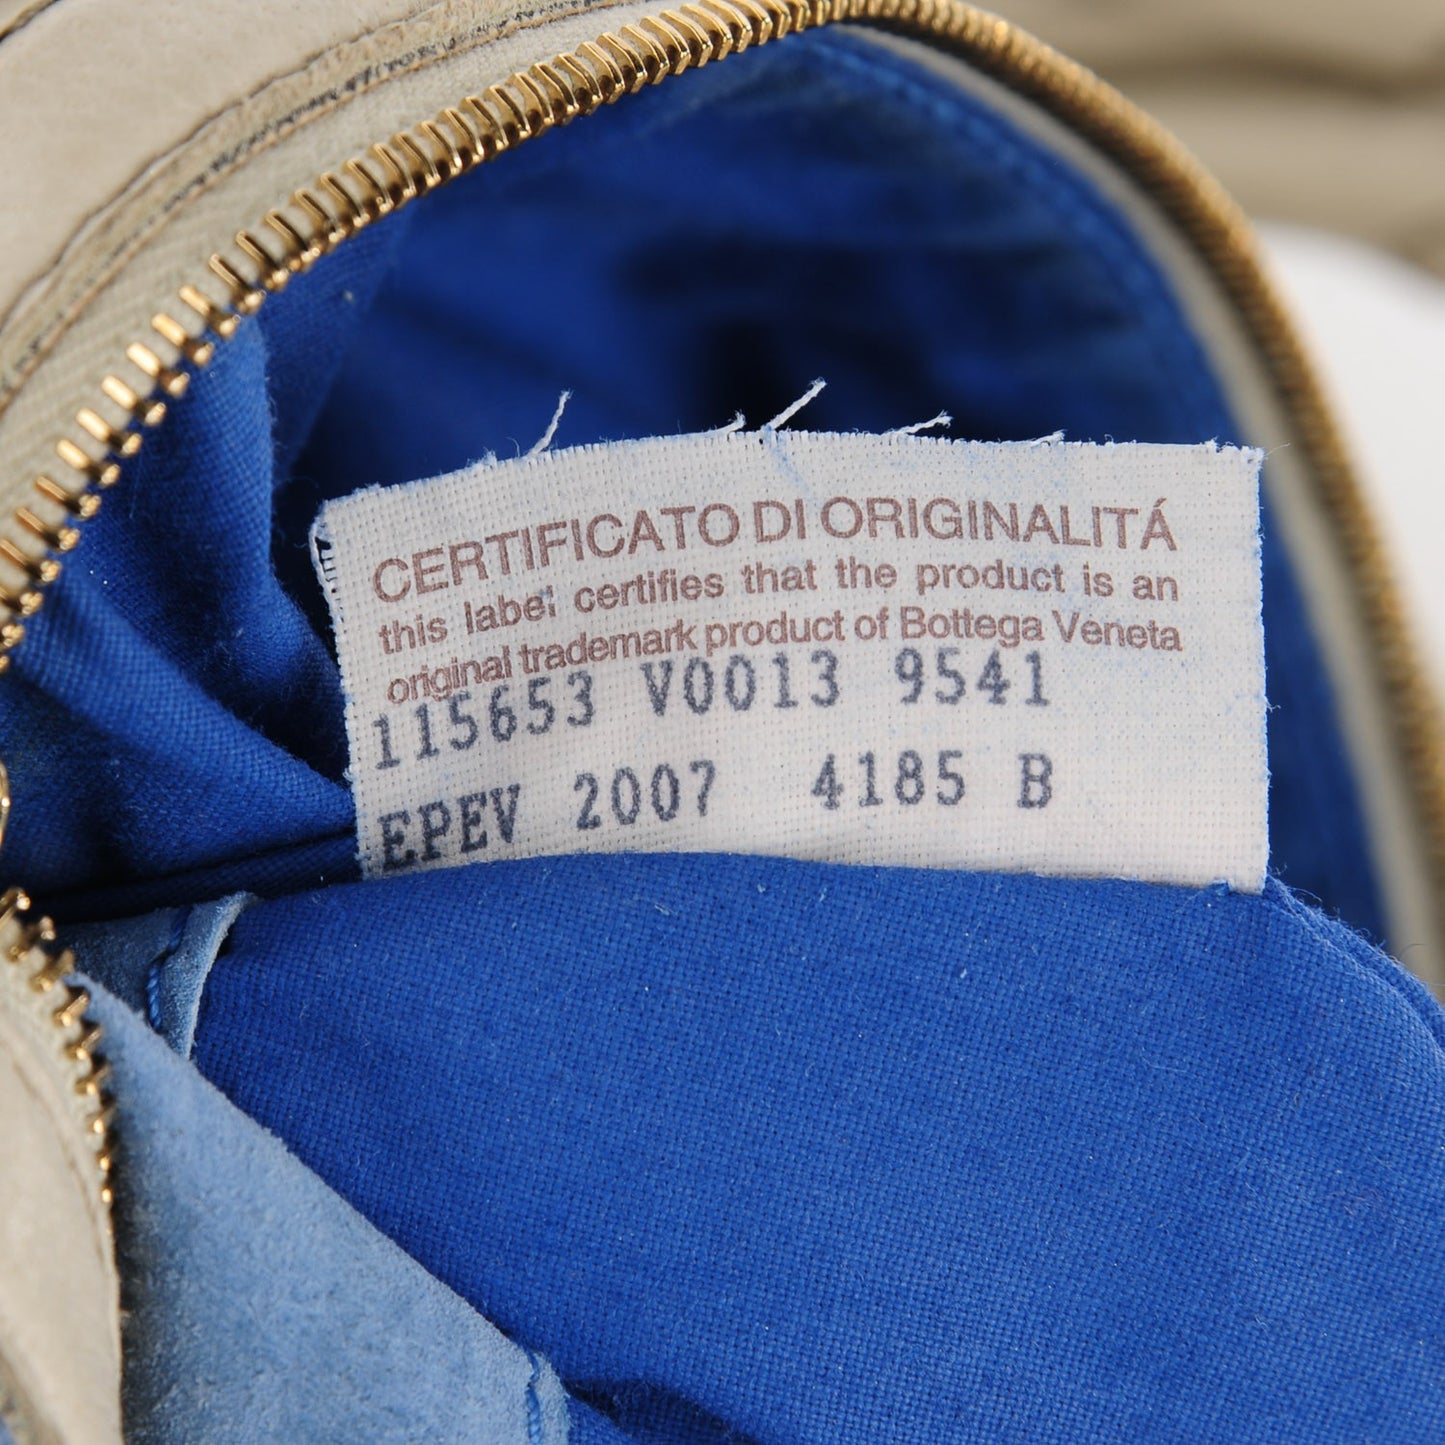 CERTIFICATO DI ORIGINALITÁ
this label certifies that the product is an
original trademark product of Bottega Veneta
115653 V0013 9541
EPEV 2007 4185 B